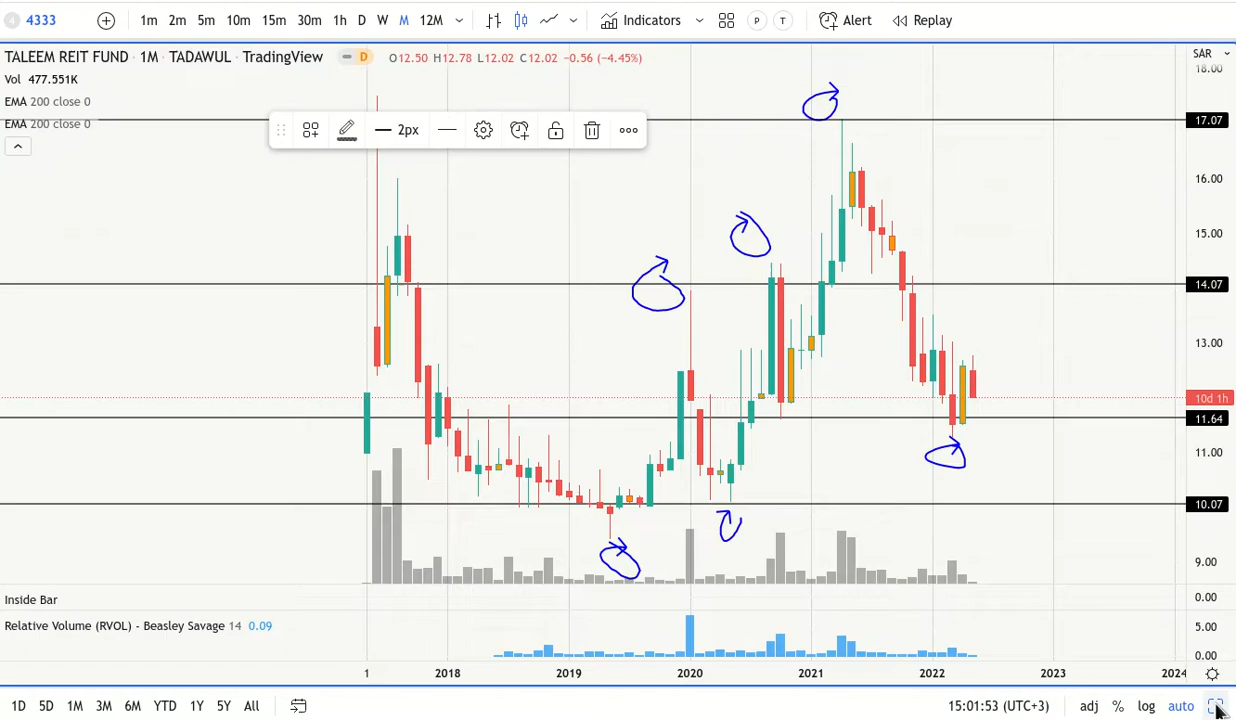 4333 1m 2m 5m 10m 15m 30m 1h D W M 12M Indicators P T Alert Replay
TALEEM REIT FUND · 1M · TADAWUL · TradingView D O12.50 H12.78 L12.02 C12.02 −0.56 (−4.45%) SAR
18.00
Vol 477.551K
EMA 200 close 0
EMA 200 close 0
2px
17.07
16.00
15.00
14.07
13.00
10d 1h
11.64
11.00
10.07
9.00
Inside Bar 0.00
Relative Volume (RVOL) - Beasley Savage 14 0.09 5.00
0.00
1 2018 2019 2020 2021 2022 2023 2024
1D 5D 1M 3M 6M YTD 1Y 5Y All 15:01:53 (UTC+3) adj % log auto